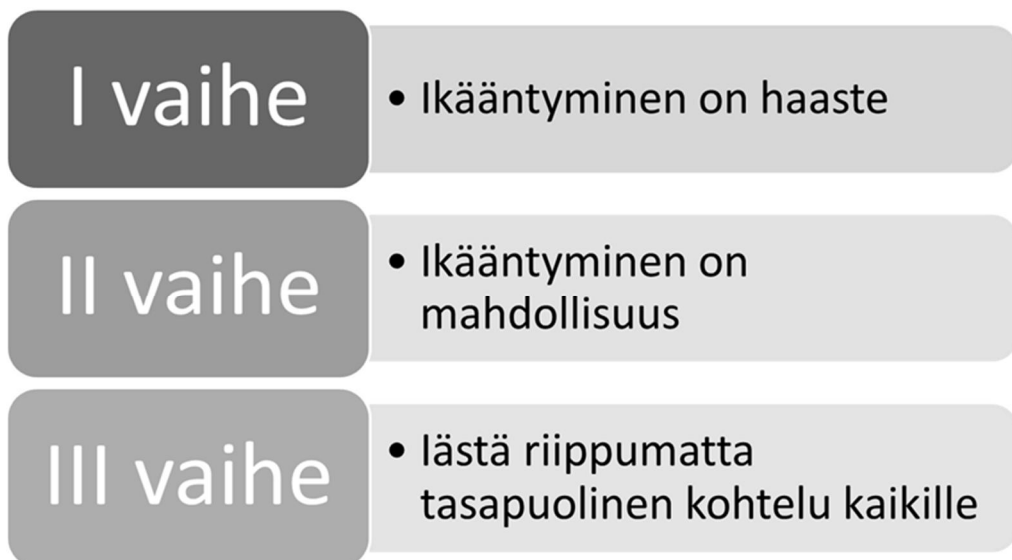 I vaihe
• Ikääntyminen on haaste
II vaihe
• Ikääntyminen on
mahdollisuus
III vaihe
• Iästä riippumatta
tasapuolinen kohtelu kaikille